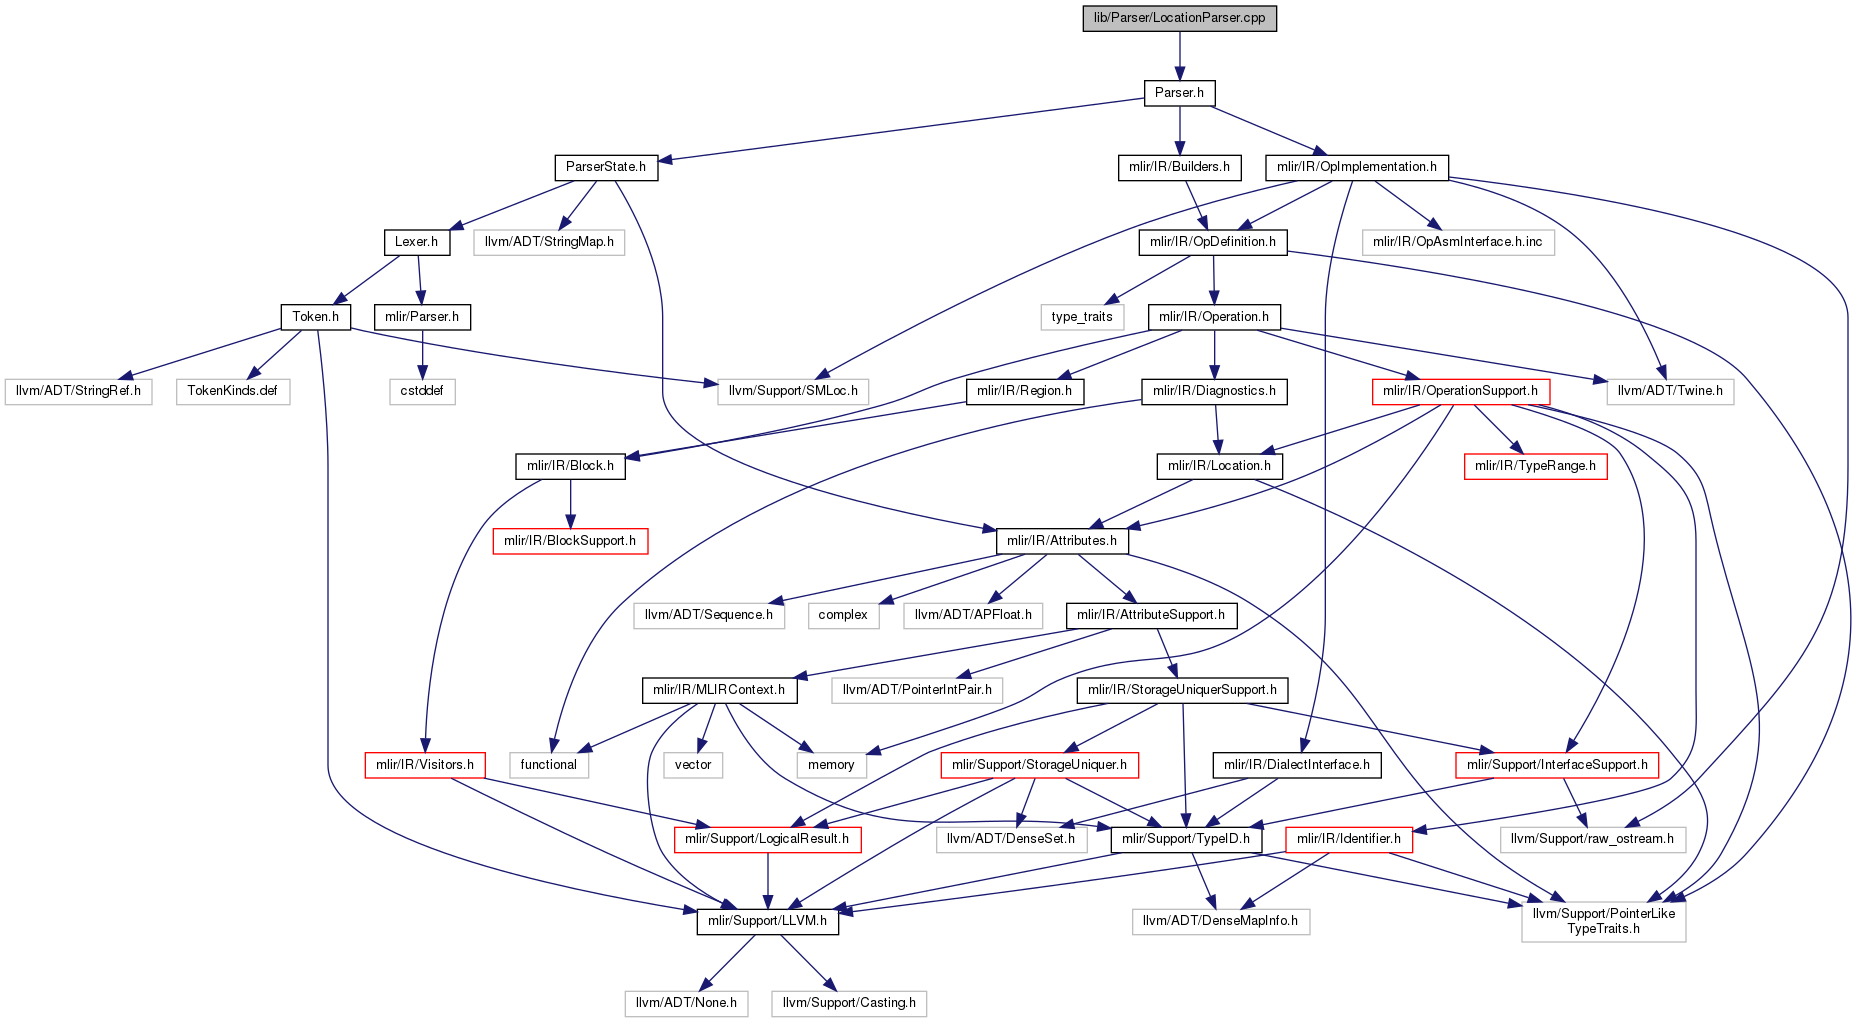 lib/Parser/LocationParser.cpp
Parser.h
ParserState.h
mlir/IR/Builders.h
mlir/IR/OpImplementation.h
Lexer.h
llvm/ADT/StringMap.h
mlir/IR/OpDefinition.h
mlir/IR/OpAsmInterface.h.inc
Token.h
mlir/Parser.h
type_traits
mlir/IR/Operation.h
llvm/ADT/StringRef.h
TokenKinds.def
cstddef
llvm/Support/SMLoc.h
mlir/IR/Region.h
mlir/IR/Diagnostics.h
mlir/IR/OperationSupport.h
llvm/ADT/Twine.h
mlir/IR/Block.h
mlir/IR/Location.h
mlir/IR/TypeRange.h
mlir/IR/BlockSupport.h
mlir/IR/Attributes.h
llvm/ADT/Sequence.h
complex
llvm/ADT/APFloat.h
mlir/IR/AttributeSupport.h
mlir/IR/MLIRContext.h
llvm/ADT/PointerIntPair.h
mlir/IR/StorageUniquerSupport.h
mlir/IR/Visitors.h
functional
vector
memory
mlir/Support/StorageUniquer.h
mlir/IR/DialectInterface.h
mlir/Support/InterfaceSupport.h
mlir/Support/LogicalResult.h
llvm/ADT/DenseSet.h
mlir/Support/TypeID.h
mlir/IR/Identifier.h
llvm/Support/raw_ostream.h
mlir/Support/LLVM.h
llvm/ADT/DenseMapInfo.h
llvm/Support/PointerLike
TypeTraits.h
llvm/ADT/None.h
llvm/Support/Casting.h